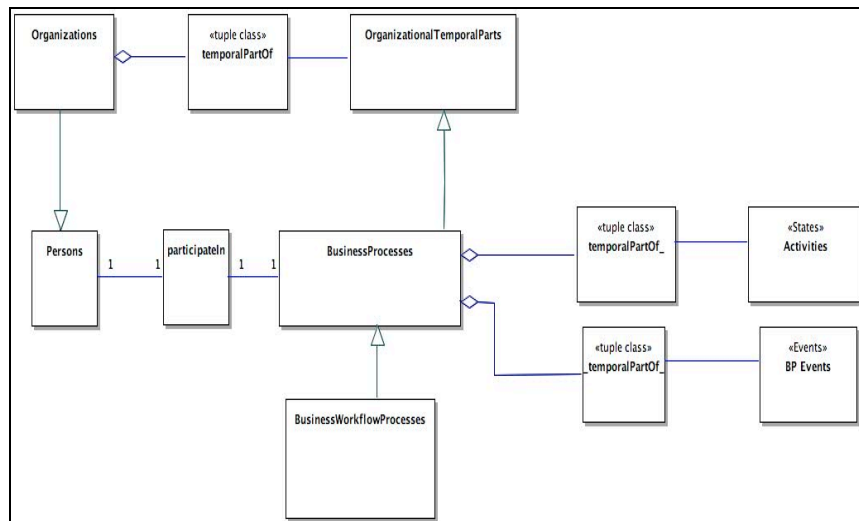 Organizations
«tuple class»
temporalPartOf
OrganizationalTemporalParts
Persons
1
1
participateIn
1
1
BusinessProcesses
«tuple class»
temporalPartOf_
«States»
Activities
«tuple class»
_temporalPartOf_
«Events»
BP Events
BusinessWorkflowProcesses